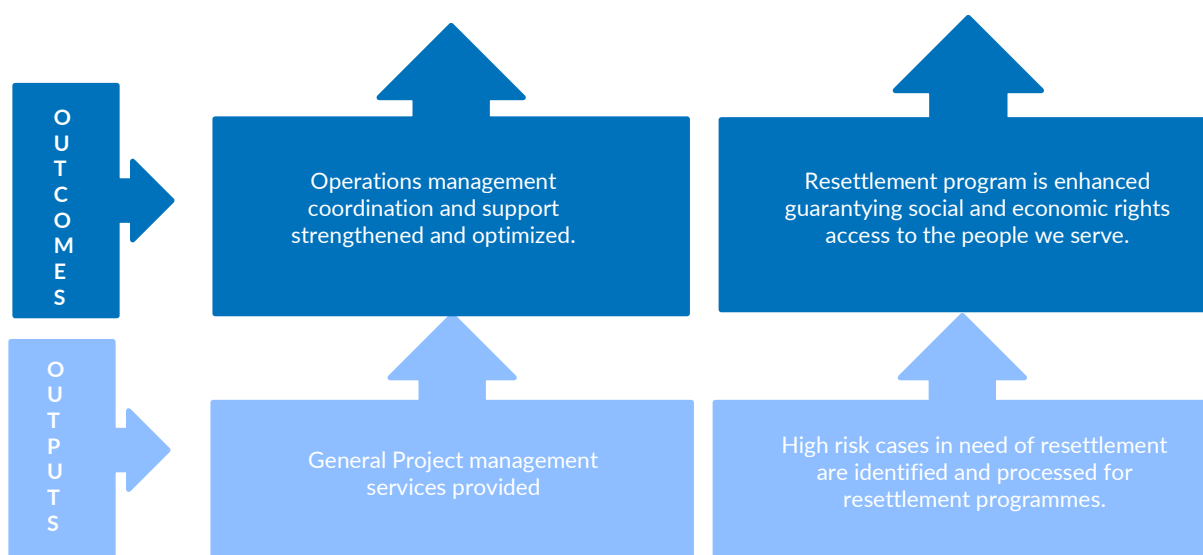 OUTCOMES
Operations management
coordination and support
strengthened and optimized.
Resettlement program is enhanced
guarantying social and economic rights
access to the people we serve.
OUTPUTS
General Project management
services provided
High risk cases in need of resettlement
are identified and processed for
resettlement programmes.